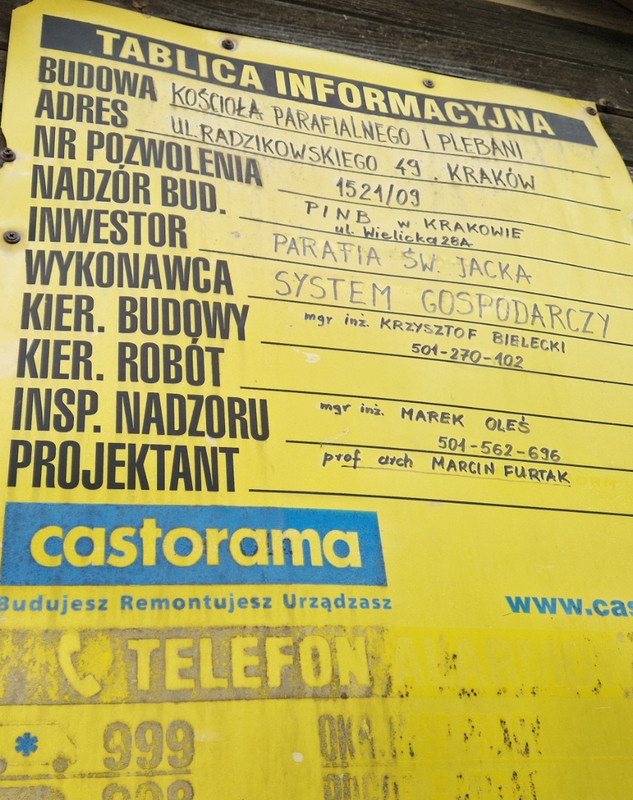 TABLICA INFORMACYJNA
BUDOWA KOŚCIOŁA PARAFIALNEGO I PLEBANI
ADRES UL. RADZIKOWSKIEGO 49. KRAKÓW
NR POZWOLENIA 1521/09
NADZÓR BUD. PINB w KRAKOWIE
ul. Wielicka 28A
INWESTOR PARAFIA ŚW. JACKA
WYKONAWCA SYSTEM GOSPODARCZY
KIER. BUDOWY mgr inż. KRZYSZTOF BIELECKI
501-270-102
KIER. ROBÓT
INSP. NADZORU mgr inż. MAREK OLEŚ
501-562-696
PROJEKTANT prof arch MARCIN FURTAK
castorama
Budujesz Remontujesz Urządzasz
www.cas
TELEFON
999